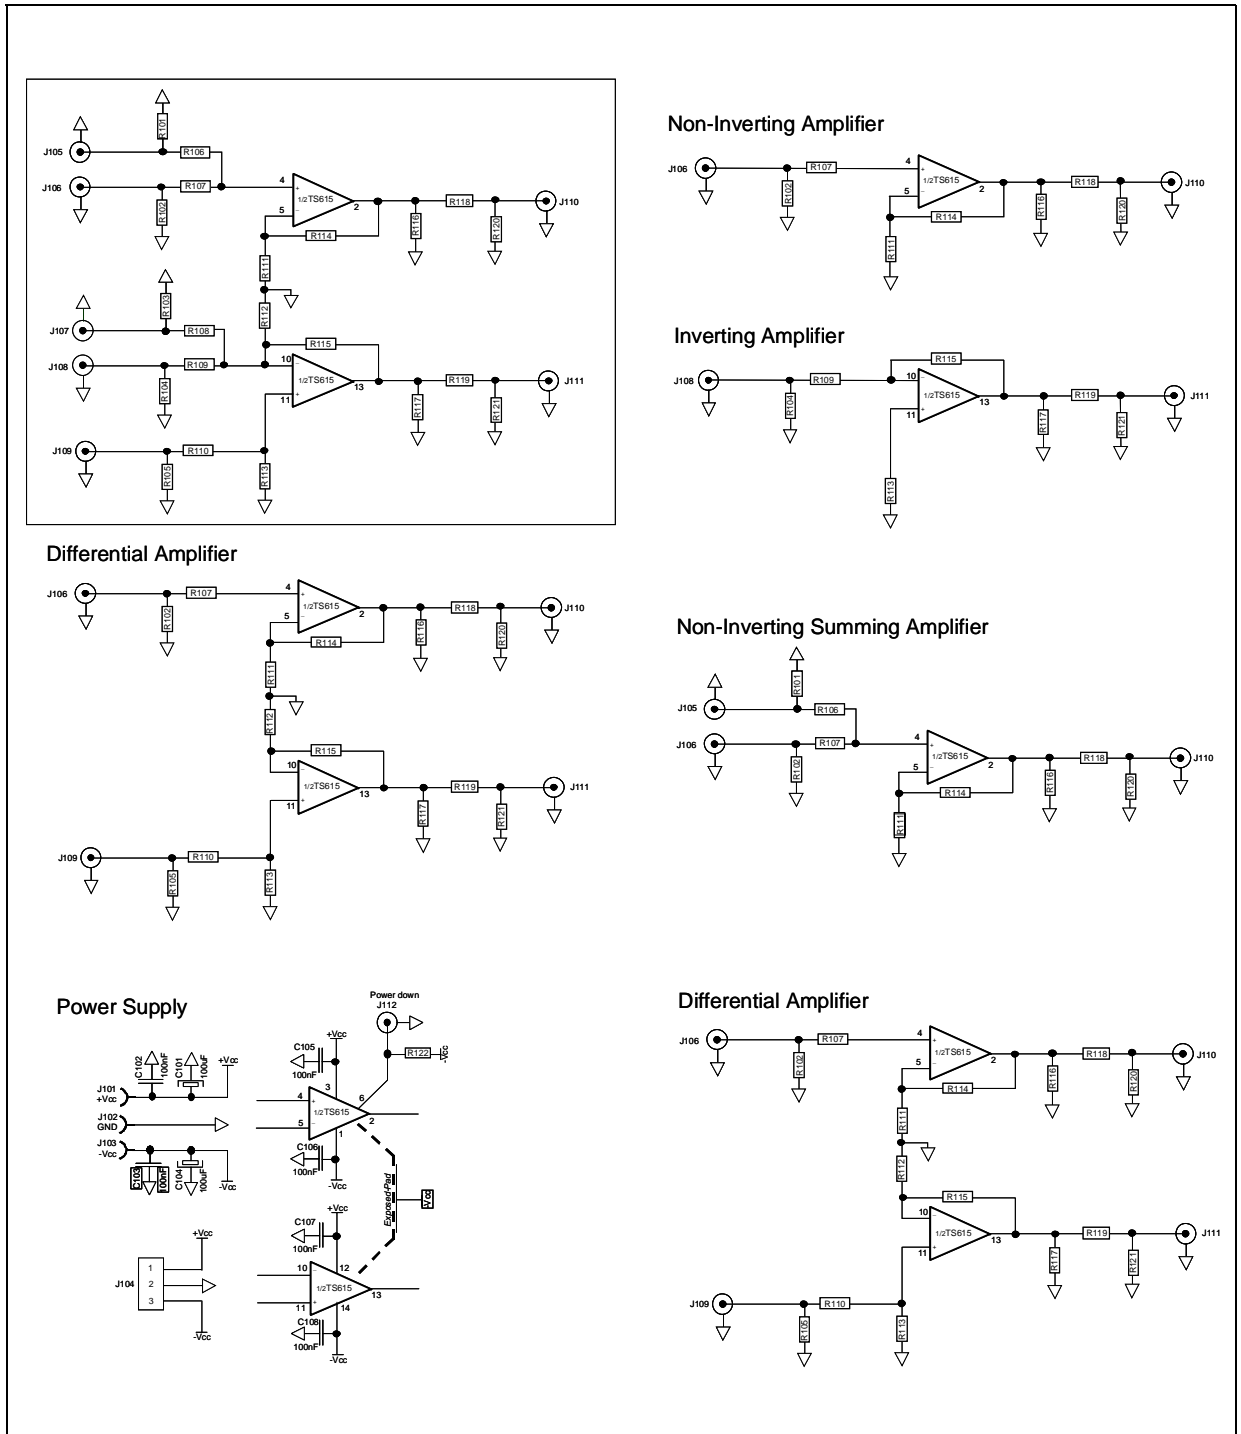 R101
J105
R106
J106
R107
R102
4
+
1/2TS615
5
−
2
R118
J110
R116
R120
R114
R111
R103
R112
J107
R108
R115
J108
R109
10
−
1/2TS615
13
11
+
R104
R119
J111
R117
R121
J109
R110
R105
R113
Non-Inverting Amplifier
J106
R107
R102
4
+
1/2TS615
5
−
2
R118
J110
R116
R120
R114
R111
Inverting Amplifier
R115
J108
R109
R104
10
−
1/2TS615
11
+
13
R119
J111
R117
R121
R113
Differential Amplifier
J106
R107
R102
4
+
1/2TS615
5
−
2
R118
J110
R116
R120
R114
R111
R112
R115
10
−
1/2TS615
13
11
+
R119
J111
R117
R121
J109
R110
R105
R113
Non-Inverting Summing Amplifier
R101
J105
R106
J106
R107
R102
4
+
1/2TS615
5
−
2
R118
J110
R116
R120
R114
R111
Power Supply
C102
100nF
C101
100uF
+Vcc
J101
+Vcc
J102
GND
J103
-Vcc
C103
100nF
C104
100uF
-Vcc
+Vcc
J104
1
2
3
-Vcc
Power down
J112
+Vcc
C105
100nF
R122
-Vcc
3
6
4
+
1/2TS615
5
−
2
1
C106
100nF
-Vcc
Exposed-Pad
-Vcc
+Vcc
C107
100nF
12
10
−
1/2TS615
11
+
13
14
C108
100nF
-Vcc
Differential Amplifier
J106
R107
R102
4
+
1/2TS615
5
−
2
R118
J110
R116
R120
R114
R111
R112
R115
10
−
1/2TS615
13
11
+
R119
J111
R117
R121
J109
R110
R105
R113